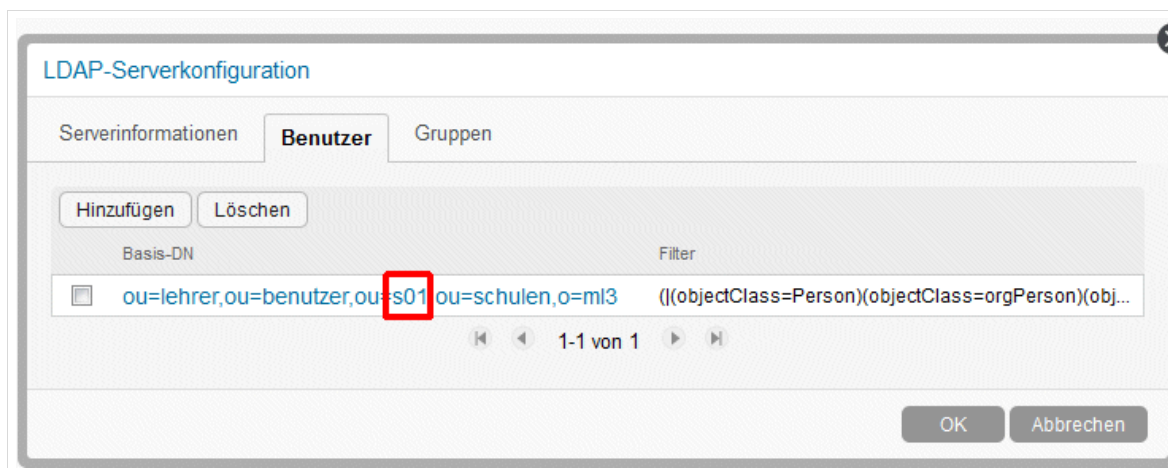 LDAP-Serverkonfiguration
Serverinformationen Benutzer Gruppen
Hinzufügen Löschen
Basis-DN Filter
ou=lehrer,ou=benutzer,ou=s01,ou=schulen,o=ml3 (|(objectClass=Person)(objectClass=orgPerson)(obj...
1-1 von 1
OK Abbrechen